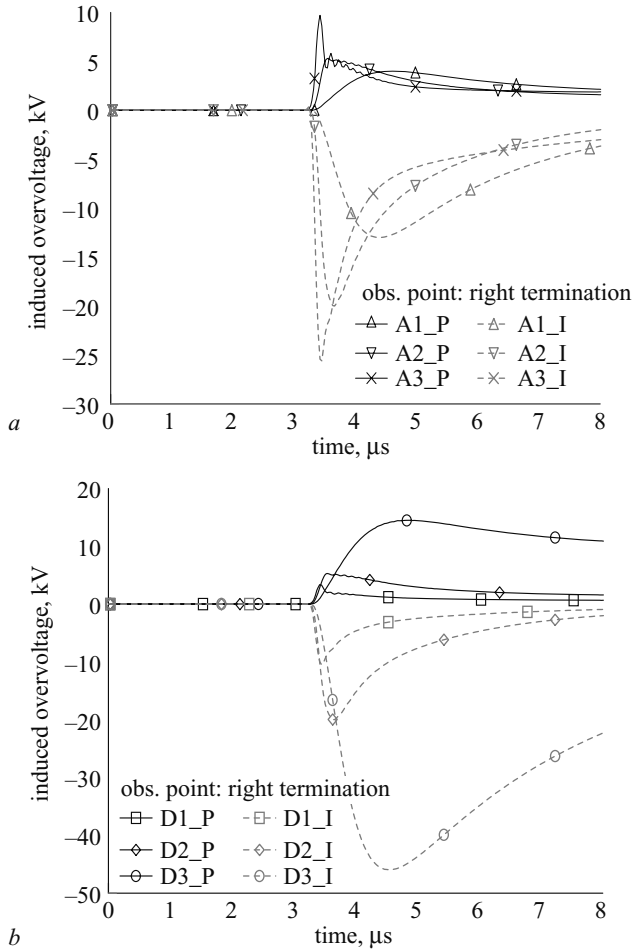 10
5
0
–5
–10
–15
–20
–25
–30
induced overvoltage, kV
obs. point: right termination
A1_P A1_I
A2_P A2_I
A3_P A3_I
0 1 2 3 4 5 6 7 8
time, μs
a
20
10
0
–10
–20
–30
–40
–50
induced overvoltage, kV
obs. point: right termination
D1_P D1_I
D2_P D2_I
D3_P D3_I
0 1 2 3 4 5 6 7 8
time, μs
b